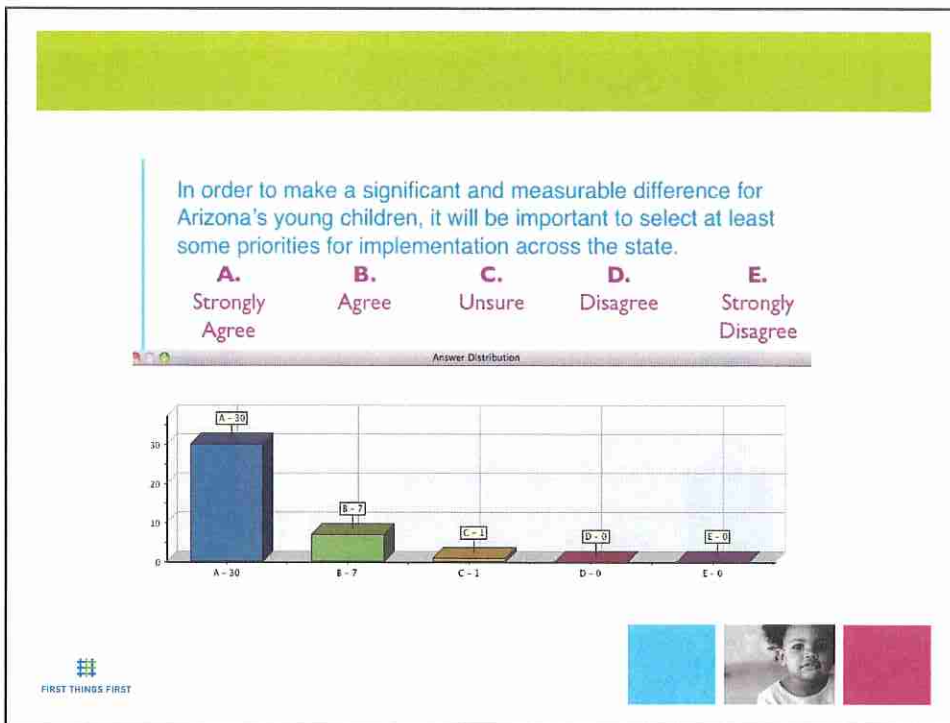 In order to make a significant and measurable difference for
Arizona's young children, it will be important to select at least
some priorities for implementation across the state.
A. B. C. D. E.
Strongly Agree Unsure Disagree Strongly
Agree Disagree
Answer Distribution
A - 30
B - 7
C - 1
D - 0
E - 0
30
20
10
0
A - 30 B - 7 C - 1 D - 0 E - 0
FIRST THINGS FIRST